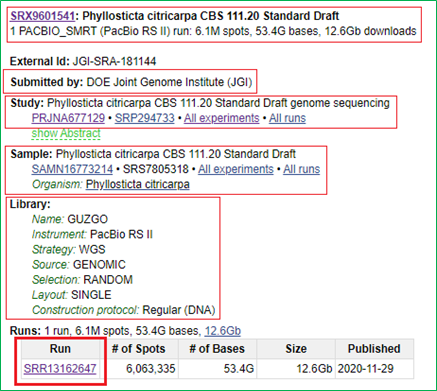 SRX9601541: Phyllosticta citricarpa CBS 111.20 Standard Draft
1 PACBIO_SMRT (PacBio RS II) run: 6.1M spots, 53.4G bases, 12.6Gb downloads
External Id: JGI-SRA-181144
Submitted by: DOE Joint Genome Institute (JGI)
Study: Phyllosticta citricarpa CBS 111.20 Standard Draft genome sequencing
PRJNA677129 • SRP294733 • All experiments • All runs
show Abstract
Sample: Phyllosticta citricarpa CBS 111.20 Standard Draft
SAMN16773214 • SRS7805318 • All experiments • All runs
Organism: Phyllosticta citricarpa
Library:
Name: GUZGO
Instrument: PacBio RS II
Strategy: WGS
Source: GENOMIC
Selection: RANDOM
Layout: SINGLE
Construction protocol: Regular (DNA)
Runs: 1 run, 6.1M spots, 53.4G bases, 12.6Gb
Run # of Spots # of Bases Size Published
SRR13162647 6,063,335 53.4G 12.6Gb 2020-11-29